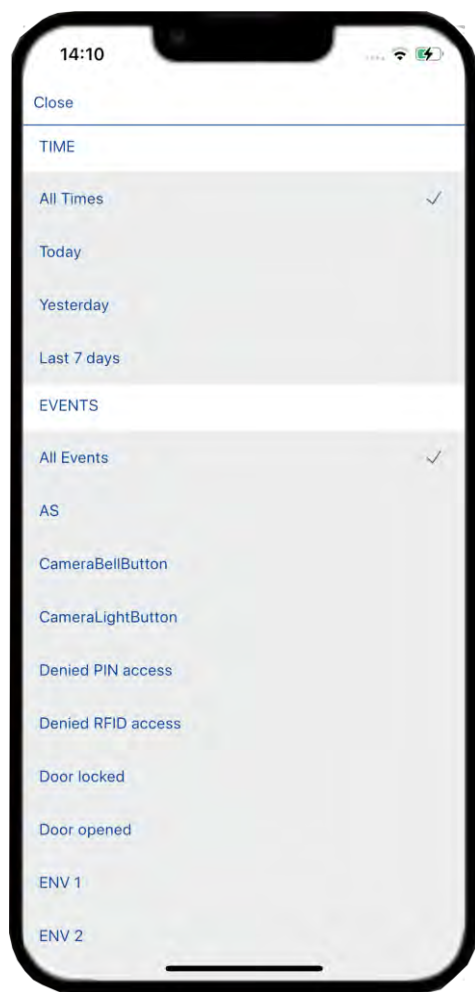 14:10
Close
TIME
All Times
Today
Yesterday
Last 7 days
EVENTS
All Events
AS
CameraBellButton
CameraLightButton
Denied PIN access
Denied RFID access
Door locked
Door opened
ENV 1
ENV 2